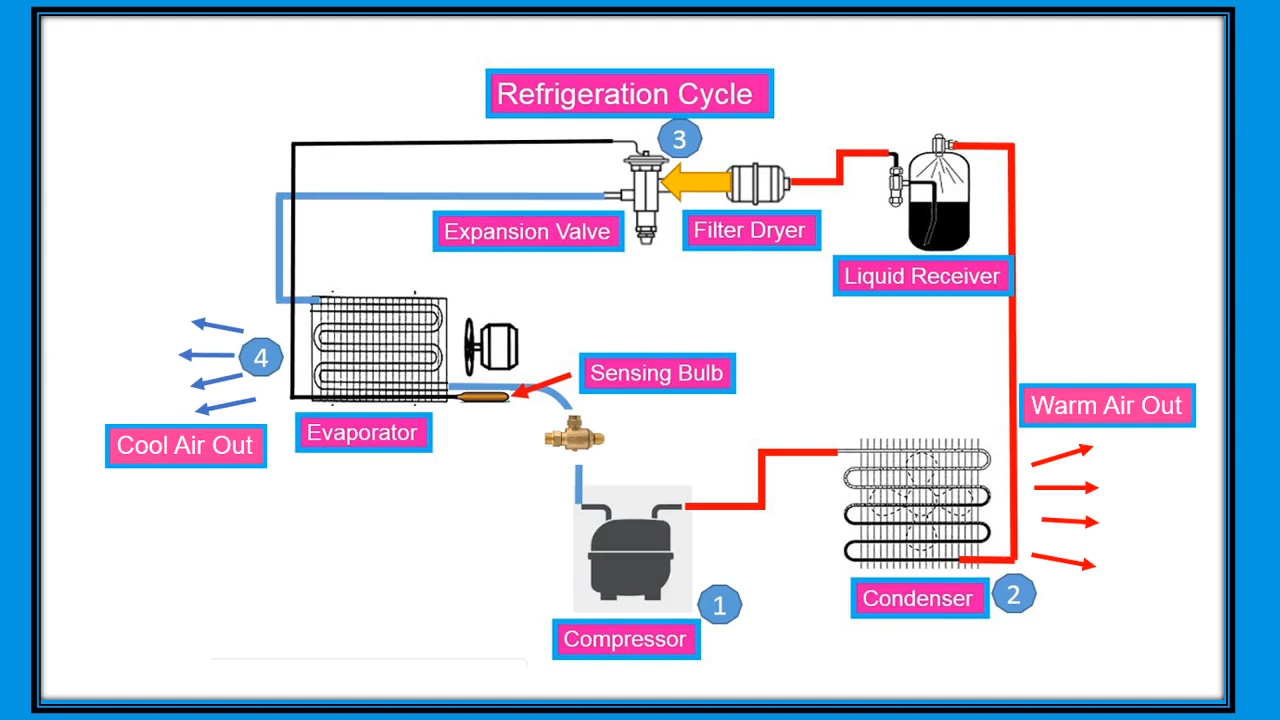 Refrigeration Cycle
3
Expansion Valve
Filter Dryer
Liquid Receiver
4
Sensing Bulb
Warm Air Out
Cool Air Out
Evaporator
Condenser
2
1
Compressor